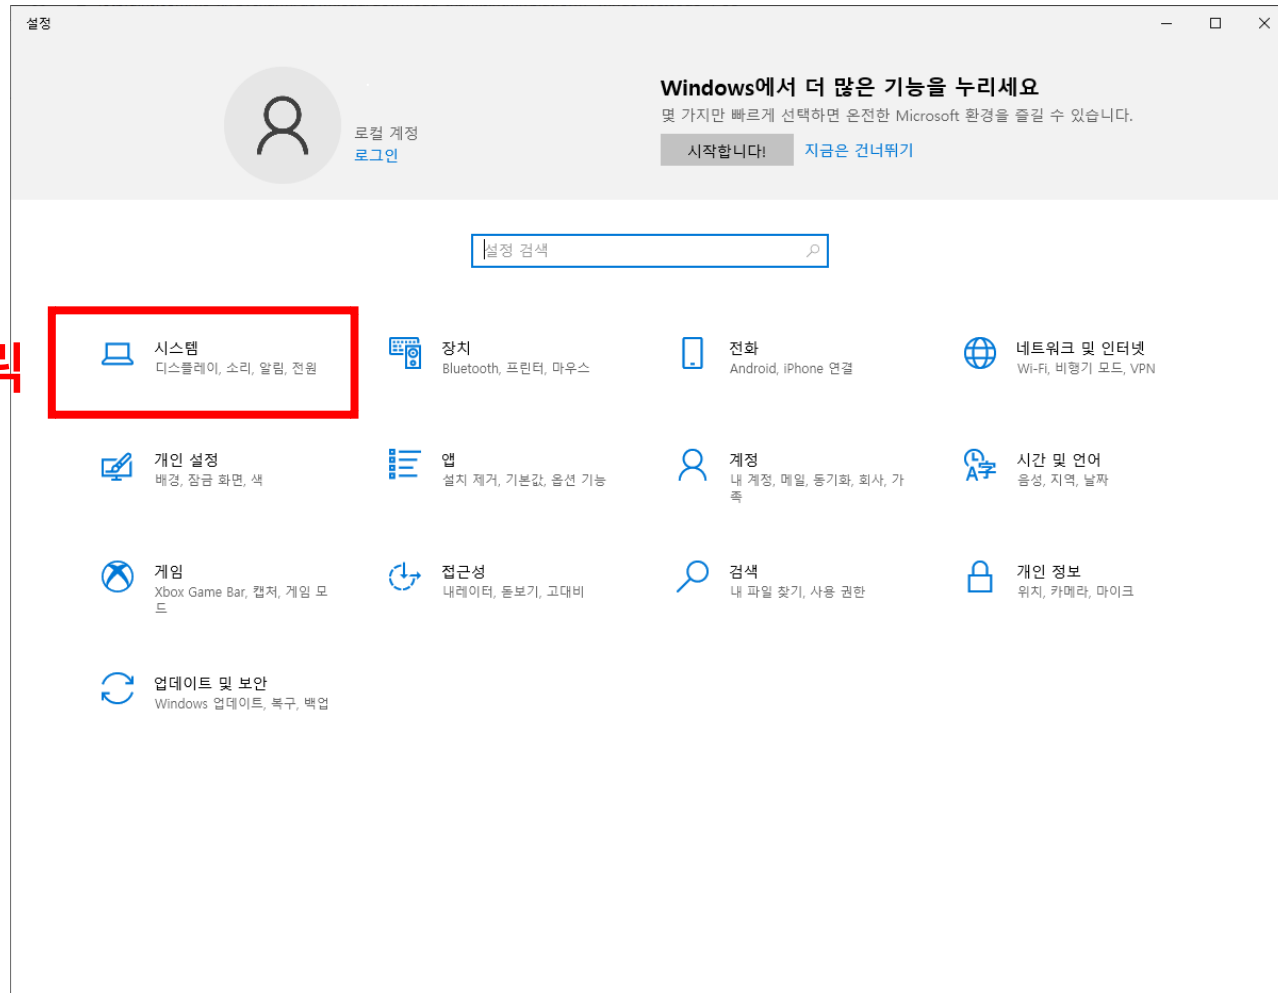 설정
Windows에서 더 많은 기능을 누리세요
몇 가지만 빠르게 선택하면 온전한 Microsoft 환경을 즐길 수 있습니다.
로컬 계정
로그인
시작합니다!
지금은 건너뛰기
설정 검색
시스템
디스플레이, 소리, 알림, 전원
장치
Bluetooth, 프린터, 마우스
전화
Android, iPhone 연결
네트워크 및 인터넷
Wi-Fi, 비행기 모드, VPN
개인 설정
배경, 잠금 화면, 색
앱
설치 제거, 기본값, 옵션 기능
계정
내 계정, 메일, 동기화, 회사, 가
족
시간 및 언어
음성, 지역, 날짜
게임
Xbox Game Bar, 캡처, 게임 모
드
접근성
내레이터, 돋보기, 고대비
검색
내 파일 찾기, 사용 권한
개인 정보
위치, 카메라, 마이크
업데이트 및 보안
Windows 업데이트, 복구, 백업